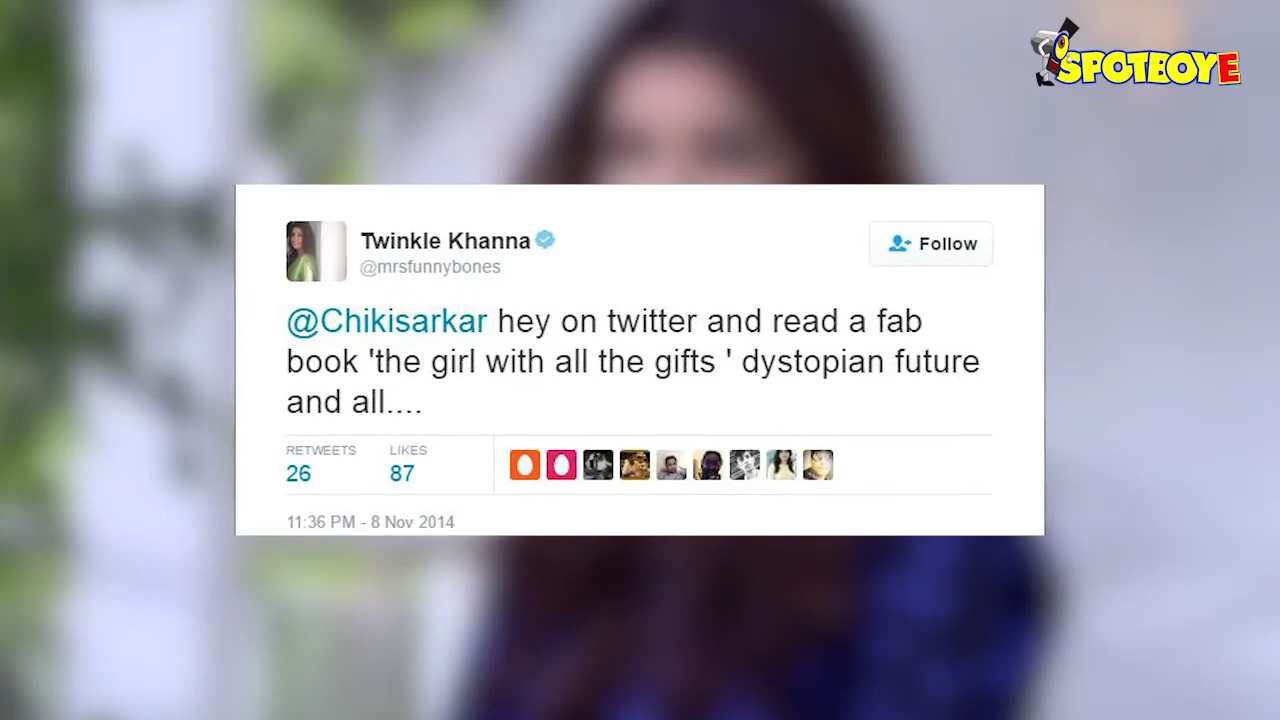 SPOTBOYE
Twinkle Khanna
Follow
@mrsfunnybones
@Chikisarkar hey on twitter and read a fab
book 'the girl with all the gifts ' dystopian future
and all....
RETWEETS LIKES
26 87
11:36 PM - 8 Nov 2014